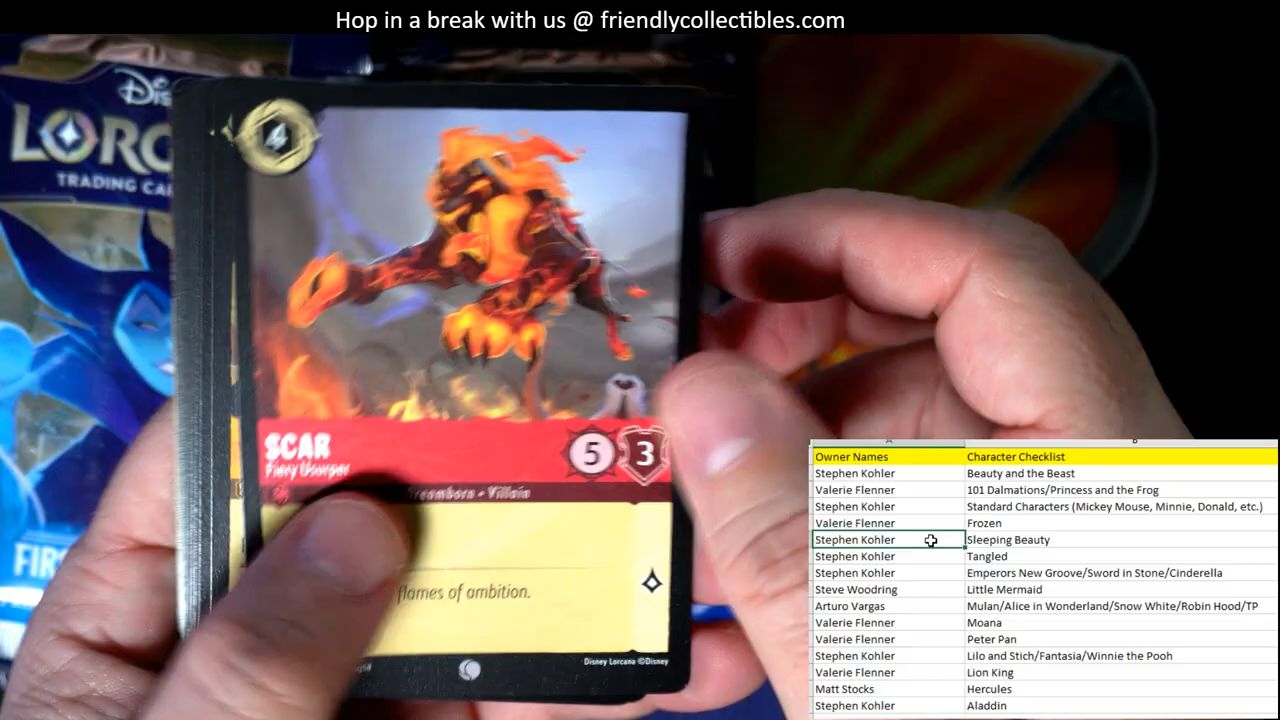 Hop in a break with us @ friendlycollectibles.com
LORC
TRADING CA
FIR
4
SCAR
Fiery Usurper
5 3
Dreamborn • Villain
flames of ambition.
Disney Lorcana ©Disney
A B
Owner Names Character Checklist
Stephen Kohler Beauty and the Beast
Valerie Flenner 101 Dalmations/Princess and the Frog
Stephen Kohler Standard Characters (Mickey Mouse, Minnie, Donald, etc.)
Valerie Flenner Frozen
Stephen Kohler Sleeping Beauty
Stephen Kohler Tangled
Stephen Kohler Emperors New Groove/Sword in Stone/Cinderella
Steve Woodring Little Mermaid
Arturo Vargas Mulan/Alice in Wonderland/Snow White/Robin Hood/TP
Valerie Flenner Moana
Valerie Flenner Peter Pan
Stephen Kohler Lilo and Stich/Fantasia/Winnie the Pooh
Valerie Flenner Lion King
Matt Stocks Hercules
Stephen Kohler Aladdin